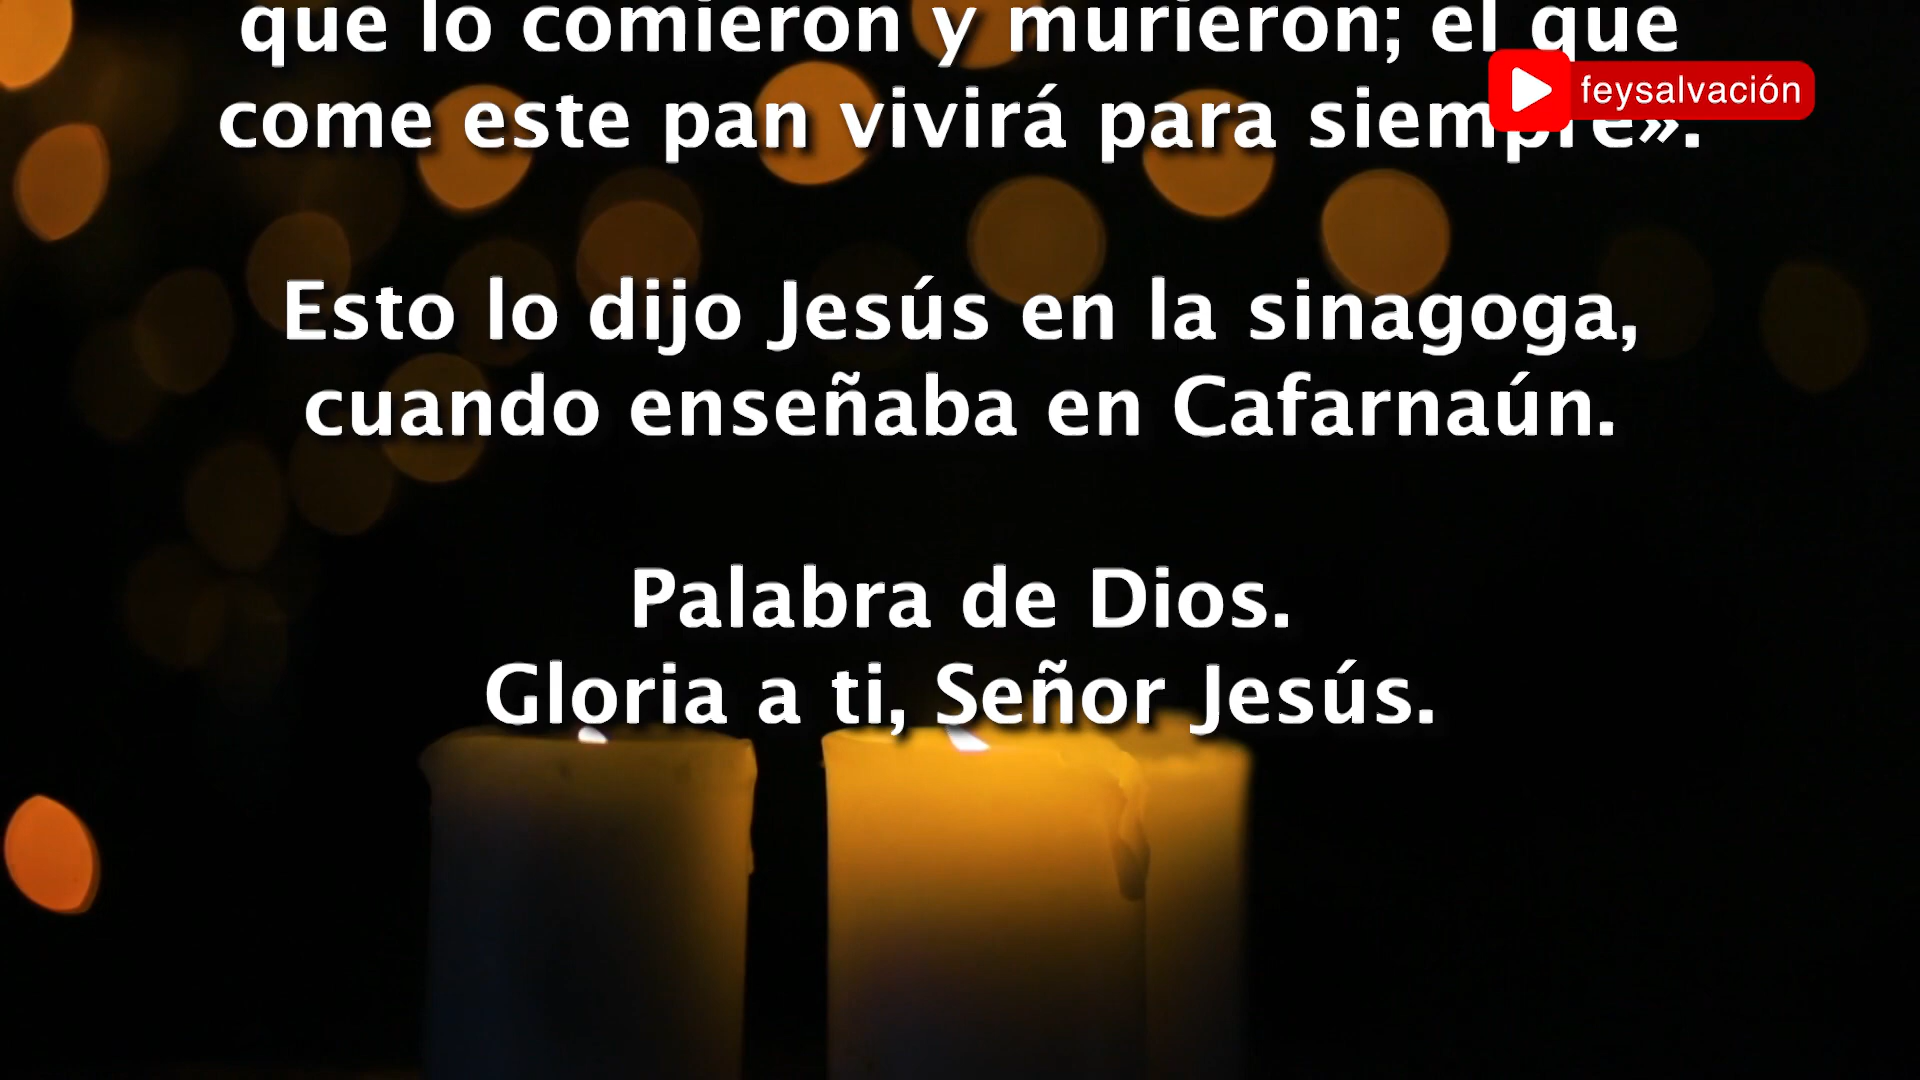 que lo comieron y murieron; el que
feysalvación
come este pan vivirá para siempre».
Esto lo dijo Jesús en la sinagoga,
cuando enseñaba en Cafarnaún.
Palabra de Dios.
Gloria a ti, Señor Jesús.